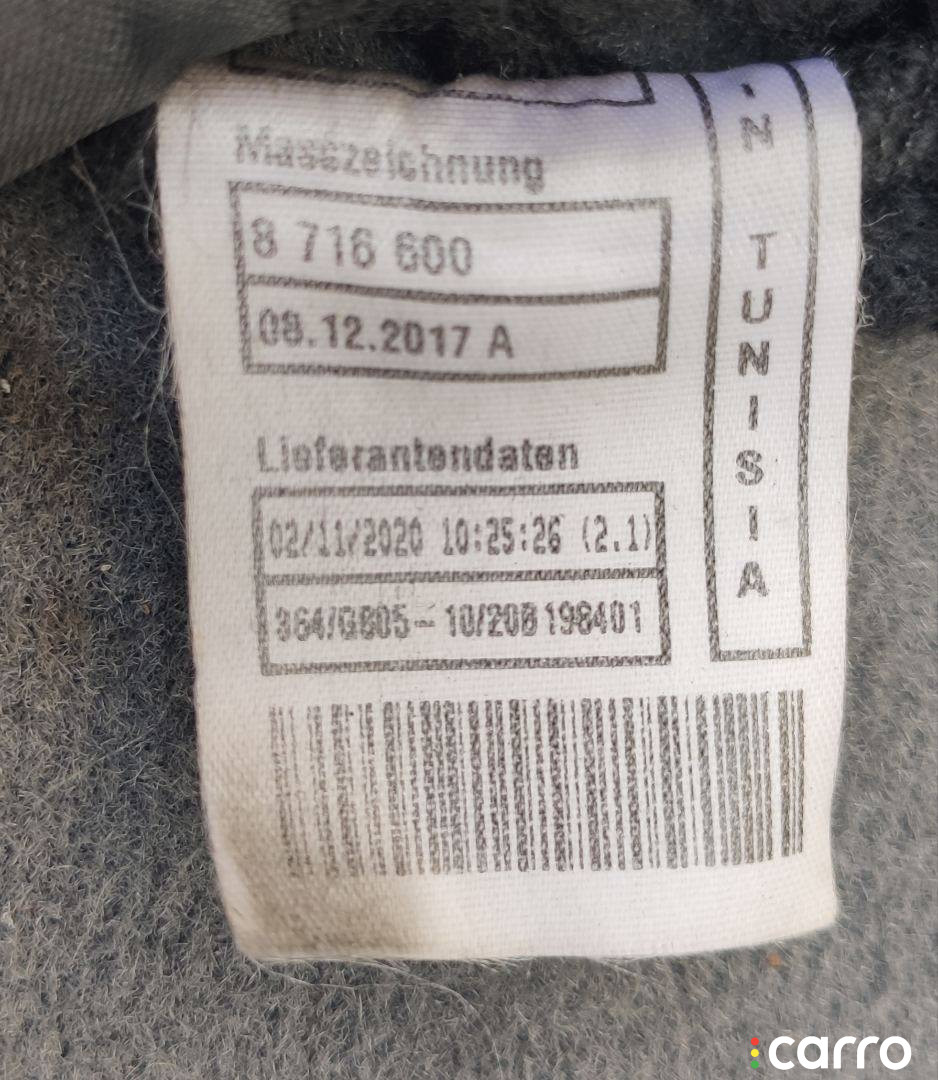 Masszeichnung
8 716 600
08.12.2017 A
Lieferantendaten
02/11/2020 10:25:26 (2.1)
364/G605- 10/20B 198401
N TUNISIA
carro